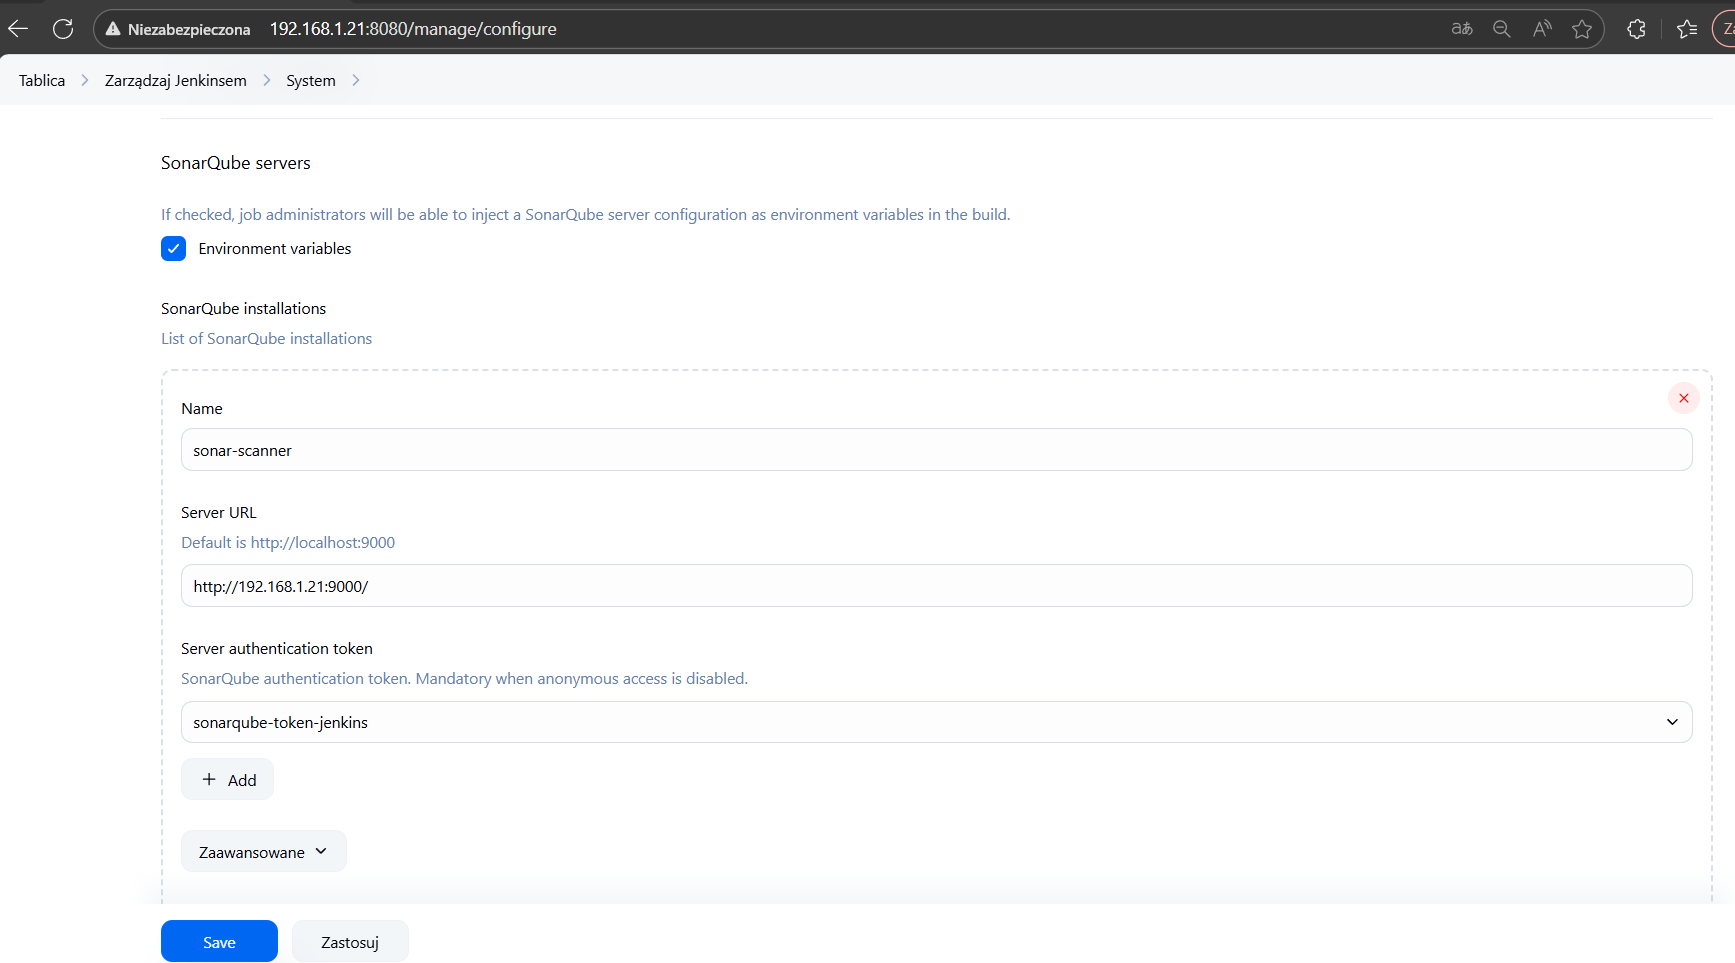 Niezabezpieczona 192.168.1.21:8080/manage/configure
Tablica Zarządzaj Jenkinsem System
SonarQube servers
If checked, job administrators will be able to inject a SonarQube server configuration as environment variables in the build.
Environment variables
SonarQube installations
List of SonarQube installations
Name
sonar-scanner
Server URL
Default is http://localhost:9000
http://192.168.1.21:9000/
Server authentication token
SonarQube authentication token. Mandatory when anonymous access is disabled.
sonarqube-token-jenkins
Add
Zaawansowane
Save Zastosuj